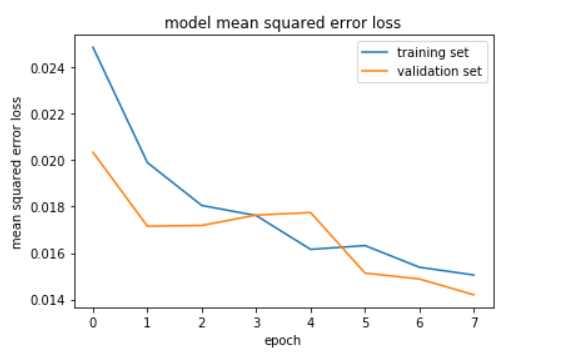 model mean squared error loss
training set
validation set
mean squared error loss
0.024
0.022
0.020
0.018
0.016
0.014
0 1 2 3 4 5 6 7
epoch